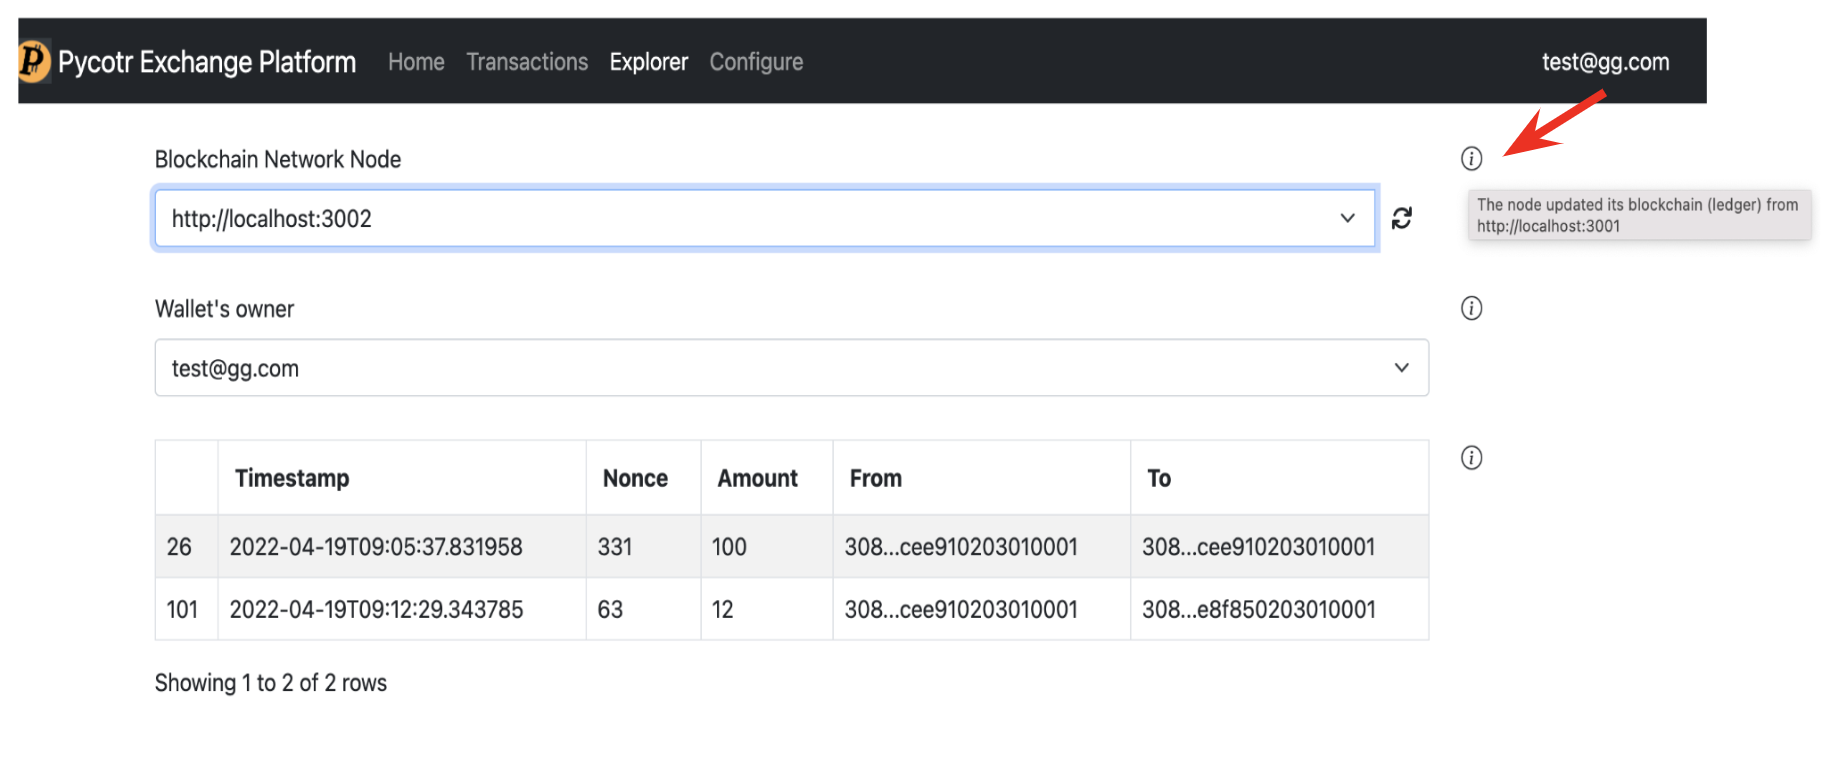 Pycotr Exchange Platform Home Transactions Explorer Configure test@gg.com
Blockchain Network Node
http://localhost:3002
The node updated its blockchain (ledger) from
http://localhost:3001
Wallet's owner
test@gg.com
Timestamp Nonce Amount From To
26 2022-04-19T09:05:37.831958 331 100 308...cee910203010001 308...cee910203010001
101 2022-04-19T09:12:29.343785 63 12 308...cee910203010001 308...e8f850203010001
Showing 1 to 2 of 2 rows